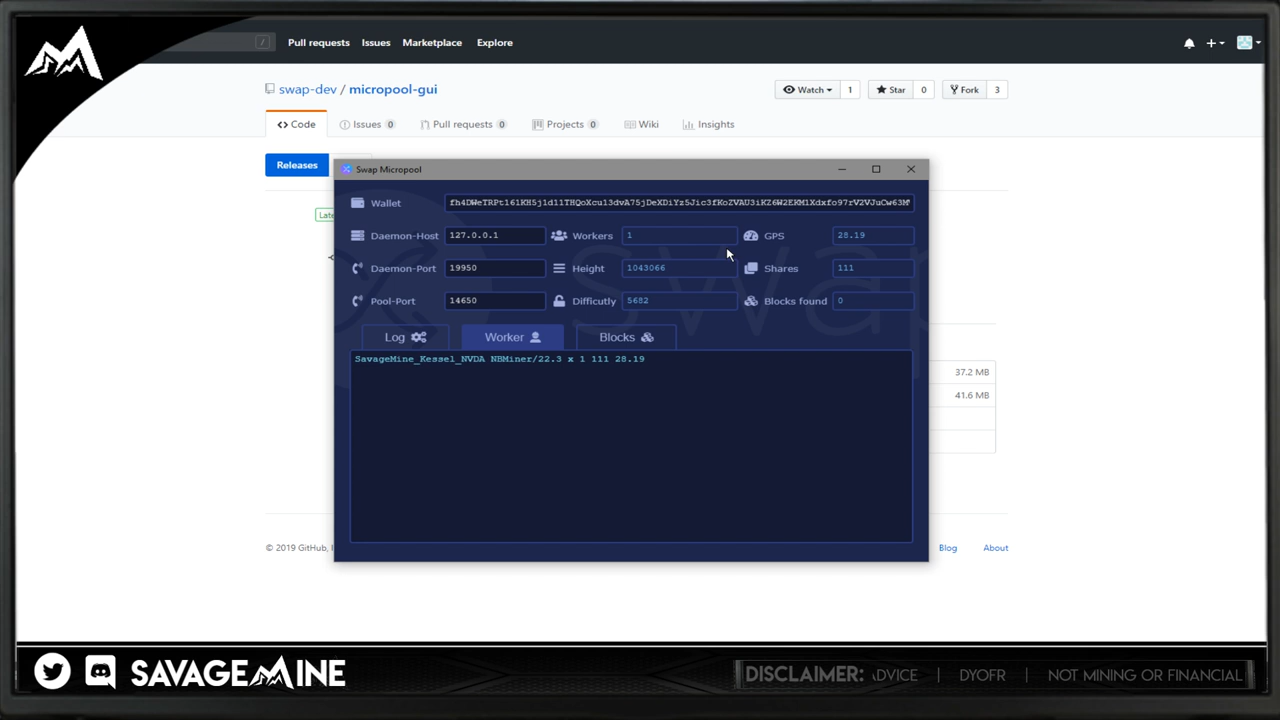 / Pull requests Issues Marketplace Explore
swap-dev / micropool-gui Watch 1 Star 0 Fork 3
Code Issues 0 Pull requests 0 Projects 0 Wiki Insights
Releases
Swap Micropool
Wallet
Daemon-Host 127.0.0.1 Workers 1 GPS 28.19
Daemon-Port 19950 Height 1043066 Shares 111
Pool-Port 14650 Difficutly 5682 Blocks found 0
Log Worker Blocks
SavageMine_Kessel_NVDA NBMiner/22.3 x 1 111 28.19
37.2 MB
41.6 MB
© 2019 GitHub, Blog About
SAVAGEMINE DISCLAIMER: DVICE | DYOFR | NOT MINING OR FINANCIAL